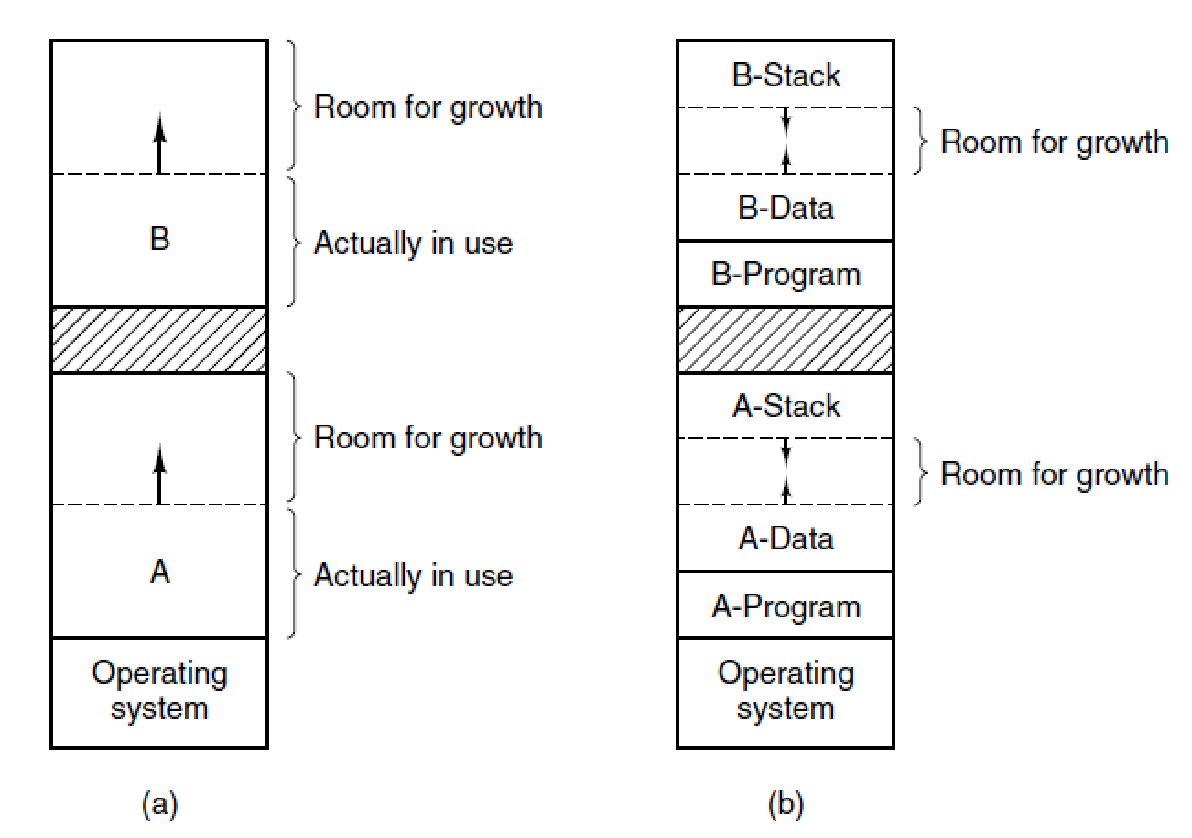 Room for growth
B
Actually in use
Room for growth
A
Actually in use
Operating
system
(a)
B-Stack
Room for growth
B-Data
B-Program
A-Stack
Room for growth
A-Data
A-Program
Operating
system
(b)